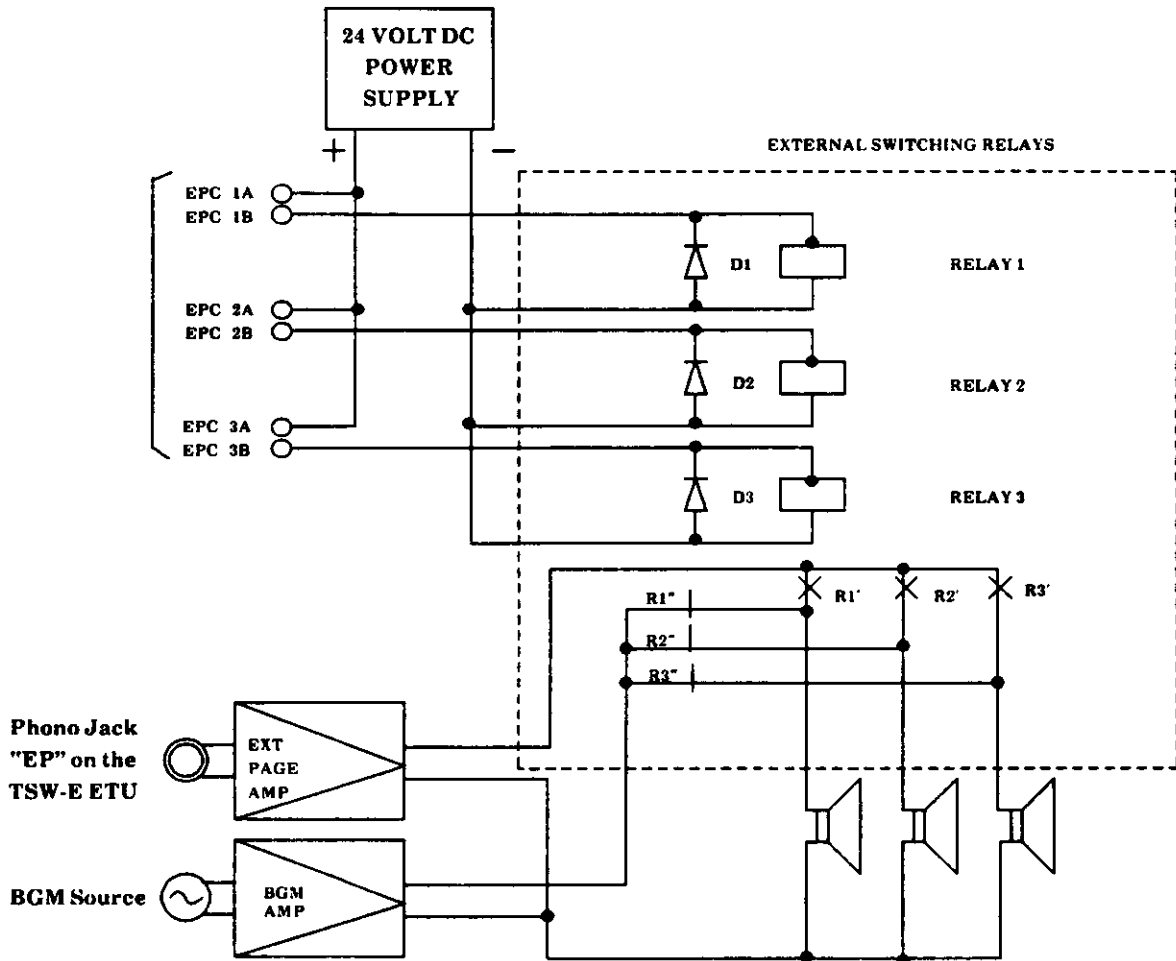 24 VOLT DC
POWER
SUPPLY
+
−
EXTERNAL SWITCHING RELAYS
EPC 1A
EPC 1B
D1
RELAY 1
EPC 2A
EPC 2B
D2
RELAY 2
EPC 3A
EPC 3B
D3
RELAY 3
R1'
R2'
R3'
R1"
R2"
R3"
Phono Jack
"EP" on the
TSW-E ETU
EXT
PAGE
AMP
BGM Source
BGM
AMP